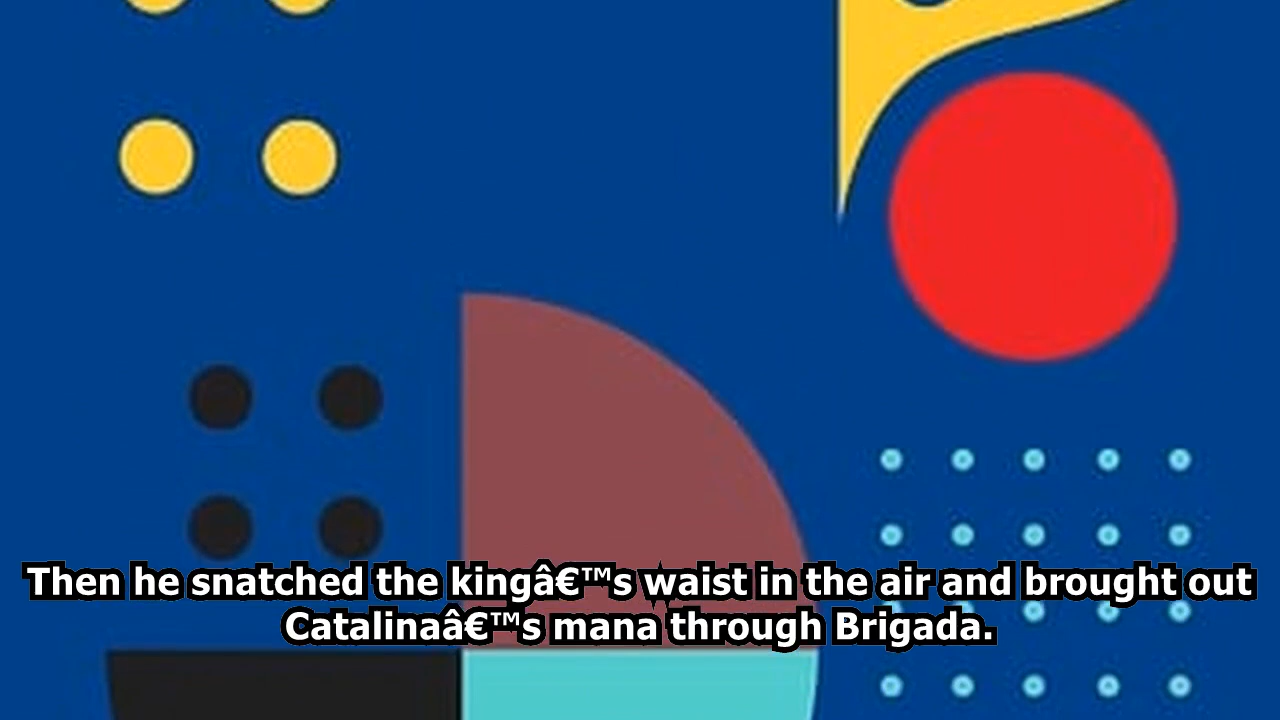 Then he snatched the kingâ€™s waist in the air and brought out
Catalinaâ€™s mana through Brigada.